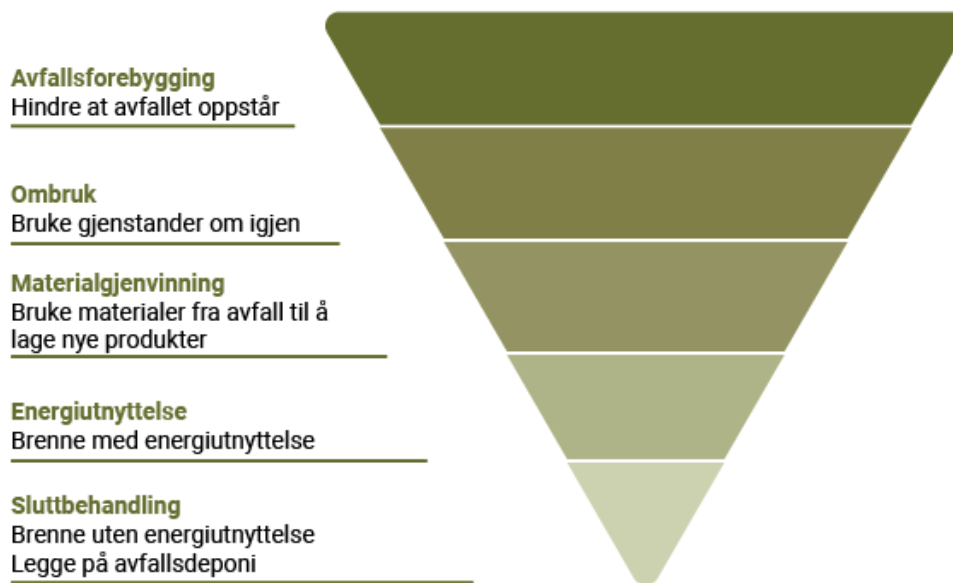 Avfallsforebygging
Hindre at avfallet oppstår
Ombruk
Bruke gjenstander om igjen
Materialgjenvinning
Bruke materialer fra avfall til å
lage nye produkter
Energiutnyttelse
Brenne med energiutnyttelse
Sluttbehandling
Brenne uten energiutnyttelse
Legge på avfallsdeponi